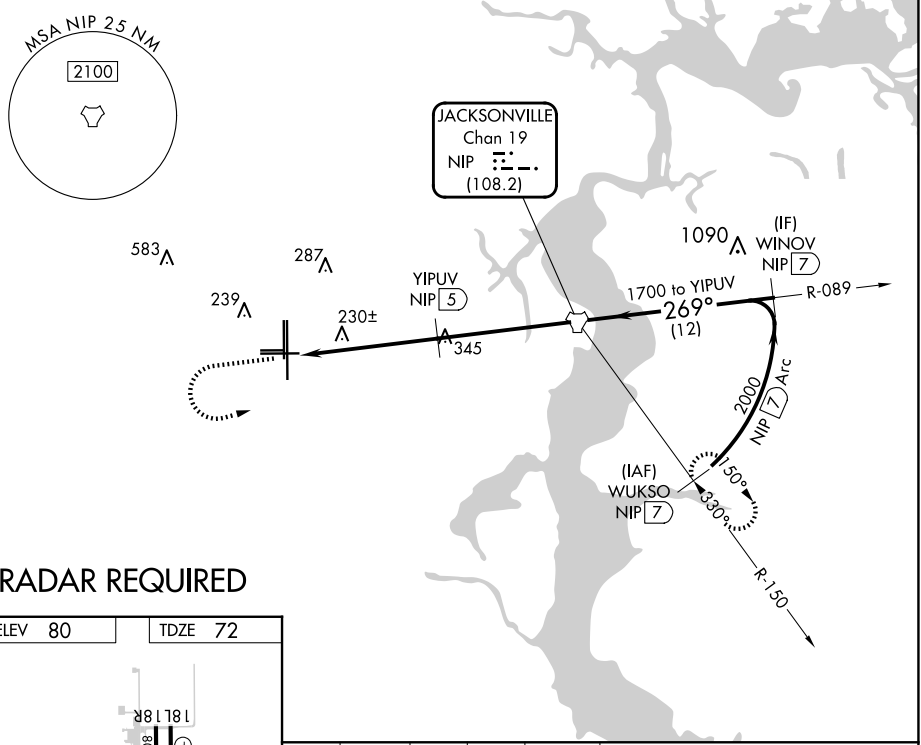 MSA NIP 25 NM
2100
JACKSONVILLE
Chan 19
NIP
(108.2)
583
287
239
230±
YIPUV
NIP 5
345
1090
(IF)
WINOV
NIP 7
1700 to YIPUV
269°
(12)
R-089
2000
NIP 7 Arc
(IAF)
WUKSO
NIP 7
150°
330°
R-150
RADAR REQUIRED
ELEV 80
TDZE 72
18R
18L